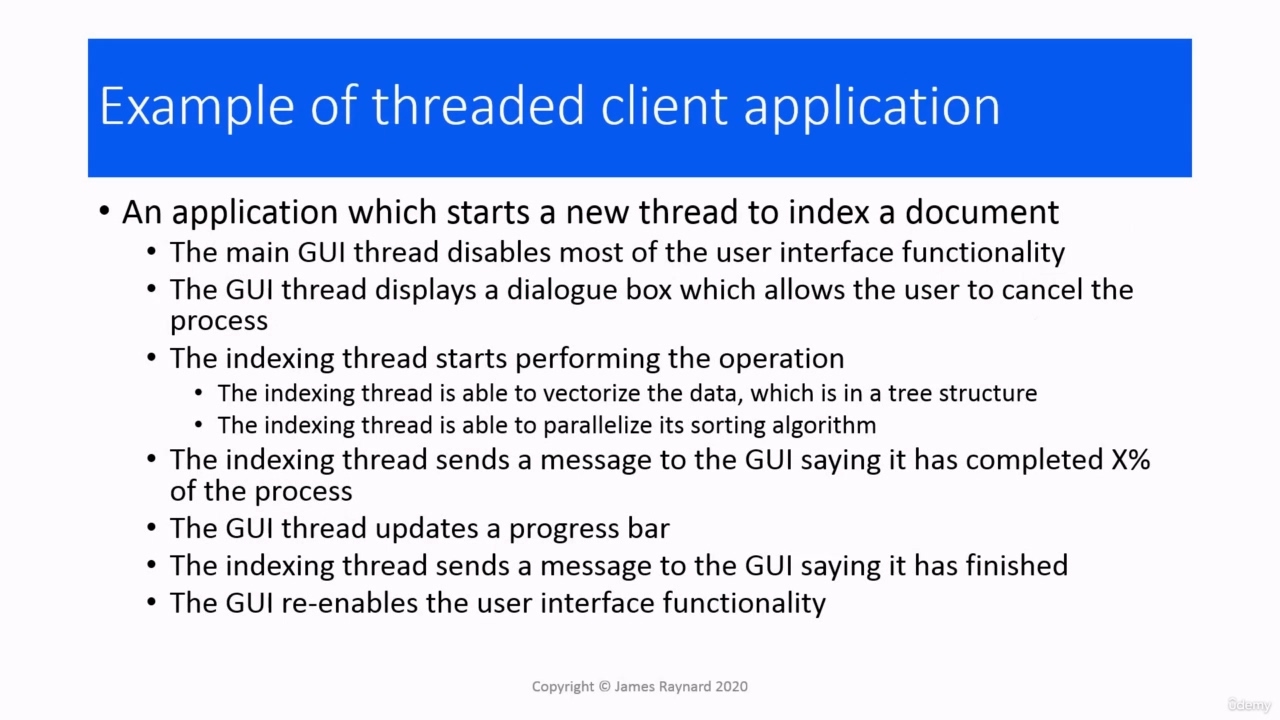 Example of threaded client application
• An application which starts a new thread to index a document
• The main GUI thread disables most of the user interface functionality
• The GUI thread displays a dialogue box which allows the user to cancel the
process
• The indexing thread starts performing the operation
• The indexing thread is able to vectorize the data, which is in a tree structure
• The indexing thread is able to parallelize its sorting algorithm
• The indexing thread sends a message to the GUI saying it has completed X%
of the process
• The GUI thread updates a progress bar
• The indexing thread sends a message to the GUI saying it has finished
• The GUI re-enables the user interface functionality
Copyright © James Raynard 2020
ûdemy